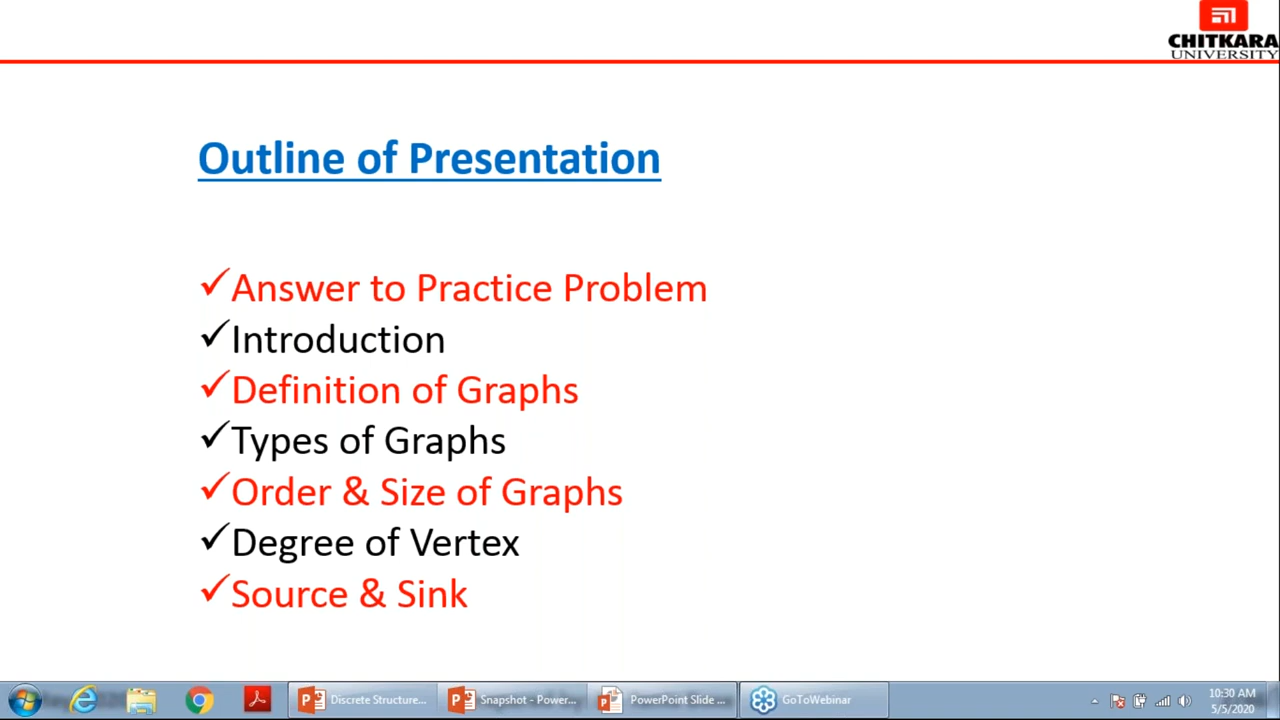 CHITKARA
UNIVERSITY
Outline of Presentation
✓Answer to Practice Problem
✓Introduction
✓Definition of Graphs
✓Types of Graphs
✓Order & Size of Graphs
✓Degree of Vertex
✓Source & Sink
Discrete Structure... Snapshot - Power... PowerPoint Slide ... GoToWebinar 10:30 AM
5/5/2020